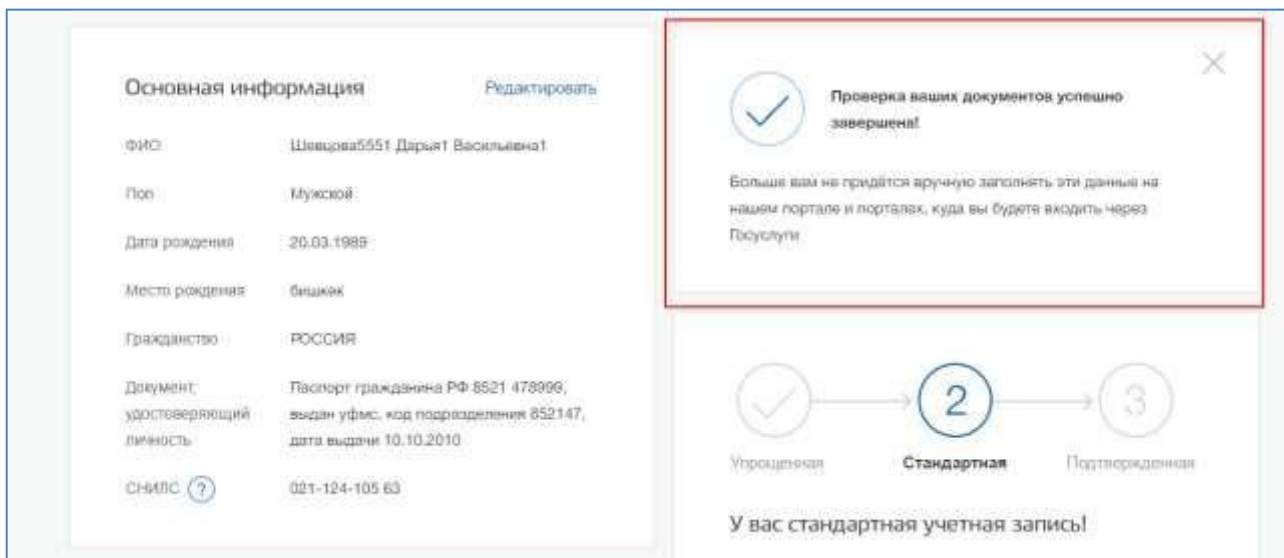 Основная информация
Редактировать
ФИО
Шевцова5551 Дарья1 Васильевна1
Пол
Мужской
Дата рождения
20.03.1989
Место рождения
бишкек
Гражданство
РОССИЯ
Документ,
удостоверяющий
личность
Паспорт гражданина РФ 8521 478999,
выдан уфмс, код подразделения 852147,
дата выдачи 10.10.2010
СНИЛС ?
021-124-105 63
Проверка ваших документов успешно
завершена!
Больше вам не придётся вручную заполнять эти данные на
нашем портале и порталах, куда вы будете входить через
Госуслуги
2
3
Упрощенная
Стандартная
Подтвержденная
У вас стандартная учетная запись!